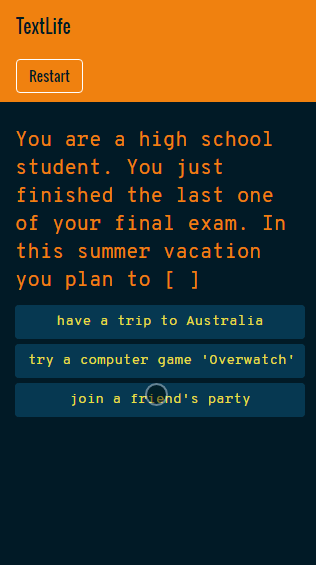 TextLife
Restart
You are a high school
student. You just
finished the last one
of your final exam. In
this summer vacation
you plan to [ ]
have a trip to Australia
try a computer game 'Overwatch'
join a friend's party